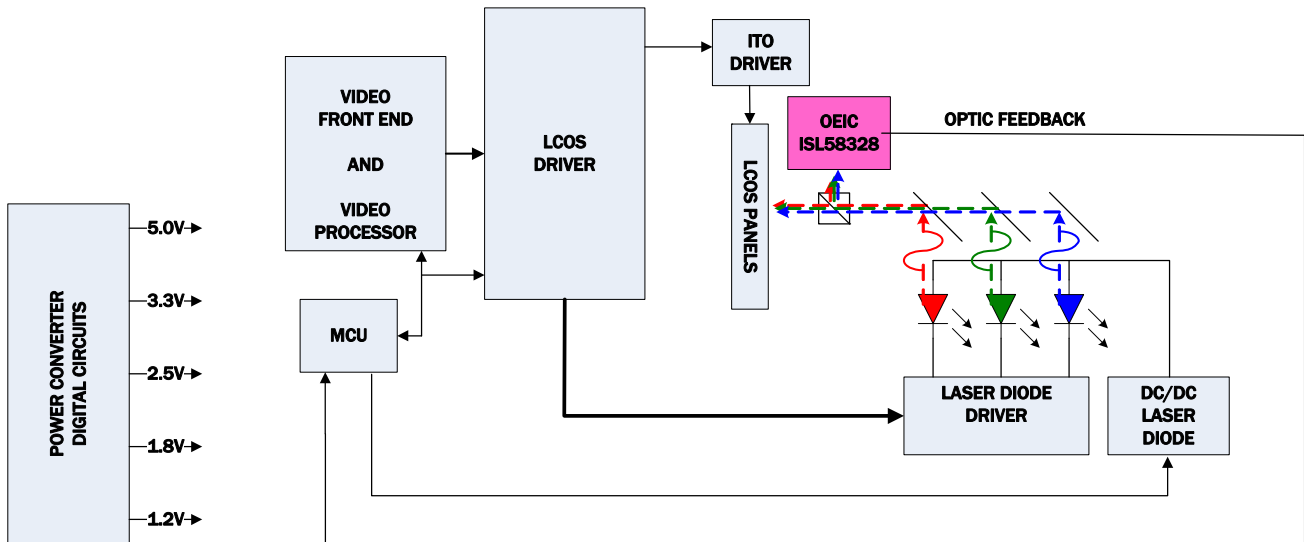 VIDEO
FRONT END
AND
VIDEO
PROCESSOR
LCOS
DRIVER
ITO
DRIVER
OEIC
ISL58328
OPTIC FEEDBACK
LCOS PANELS
POWER CONVERTER
DIGITAL CIRCUITS
5.0V
3.3V
2.5V
1.8V
1.2V
MCU
LASER DIODE
DRIVER
DC/DC
LASER
DIODE